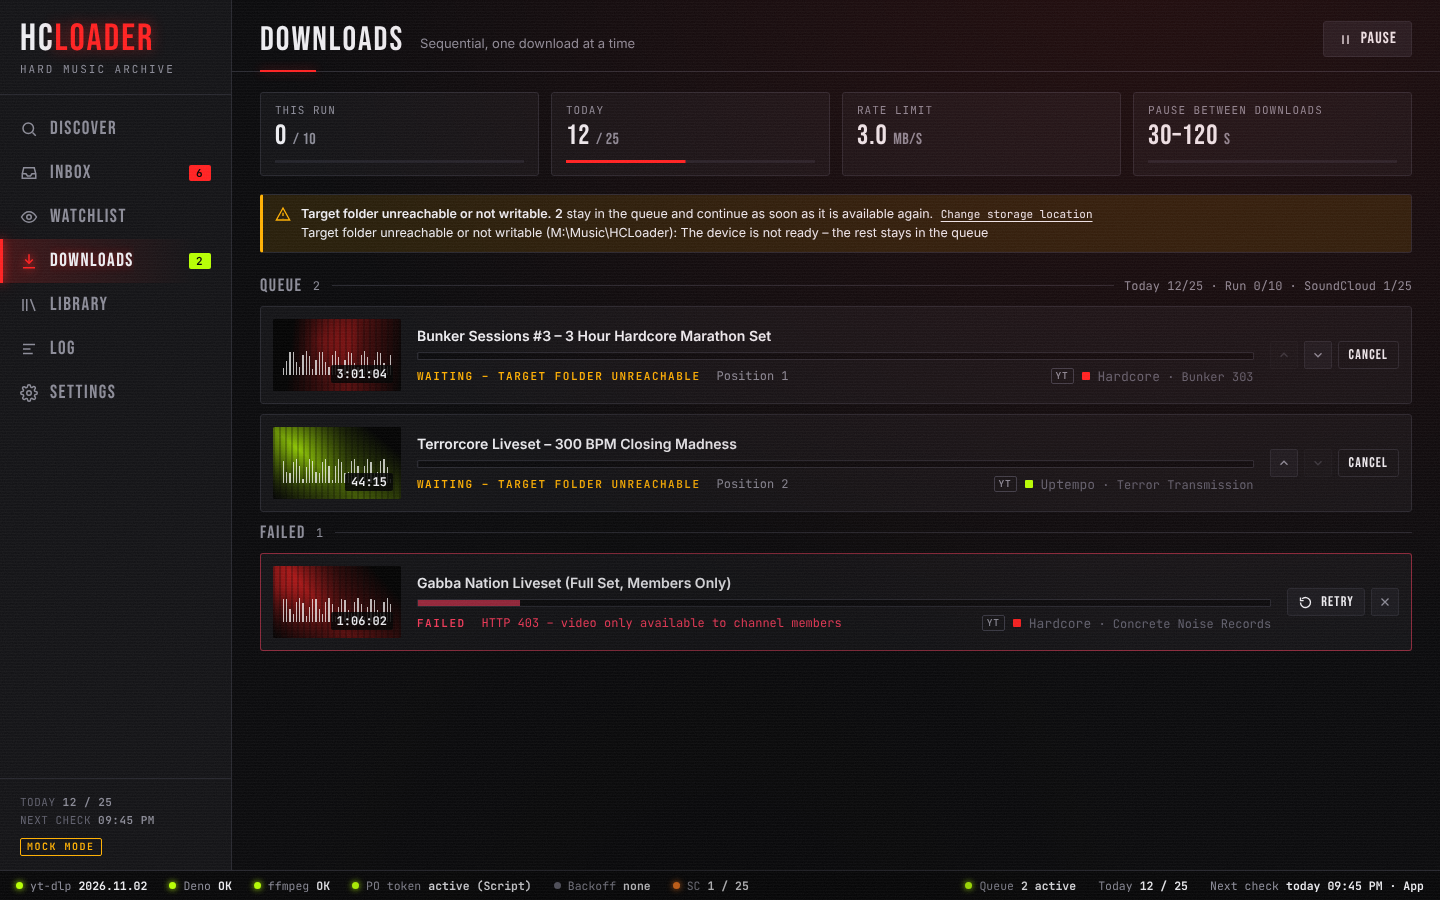 HCLOADER
HARD MUSIC ARCHIVE
DISCOVER
INBOX 6
WATCHLIST
DOWNLOADS 2
LIBRARY
LOG
SETTINGS
TODAY 12 / 25
NEXT CHECK 09:45 PM
MOCK MODE
DOWNLOADS Sequential, one download at a time
PAUSE
THIS RUN
0 / 10
TODAY
12 / 25
RATE LIMIT
3.0 MB/S
PAUSE BETWEEN DOWNLOADS
30–120 S
Target folder unreachable or not writable. 2 stay in the queue and continue as soon as it is available again. Change storage location
Target folder unreachable or not writable (M:\Music\HCLoader): The device is not ready – the rest stays in the queue
QUEUE 2 Today 12/25 · Run 0/10 · SoundCloud 1/25
3:01:04
Bunker Sessions #3 – 3 Hour Hardcore Marathon Set
WAITING – TARGET FOLDER UNREACHABLE Position 1 YT Hardcore · Bunker 303
CANCEL
44:15
Terrorcore Liveset – 300 BPM Closing Madness
WAITING – TARGET FOLDER UNREACHABLE Position 2 YT Uptempo · Terror Transmission
CANCEL
FAILED 1
1:06:02
Gabba Nation Liveset (Full Set, Members Only)
FAILED HTTP 403 – video only available to channel members YT Hardcore · Concrete Noise Records
RETRY
yt-dlp 2026.11.02 Deno OK ffmpeg OK PO token active (Script) Backoff none SC 1 / 25 Queue 2 active Today 12 / 25 Next check today 09:45 PM · App